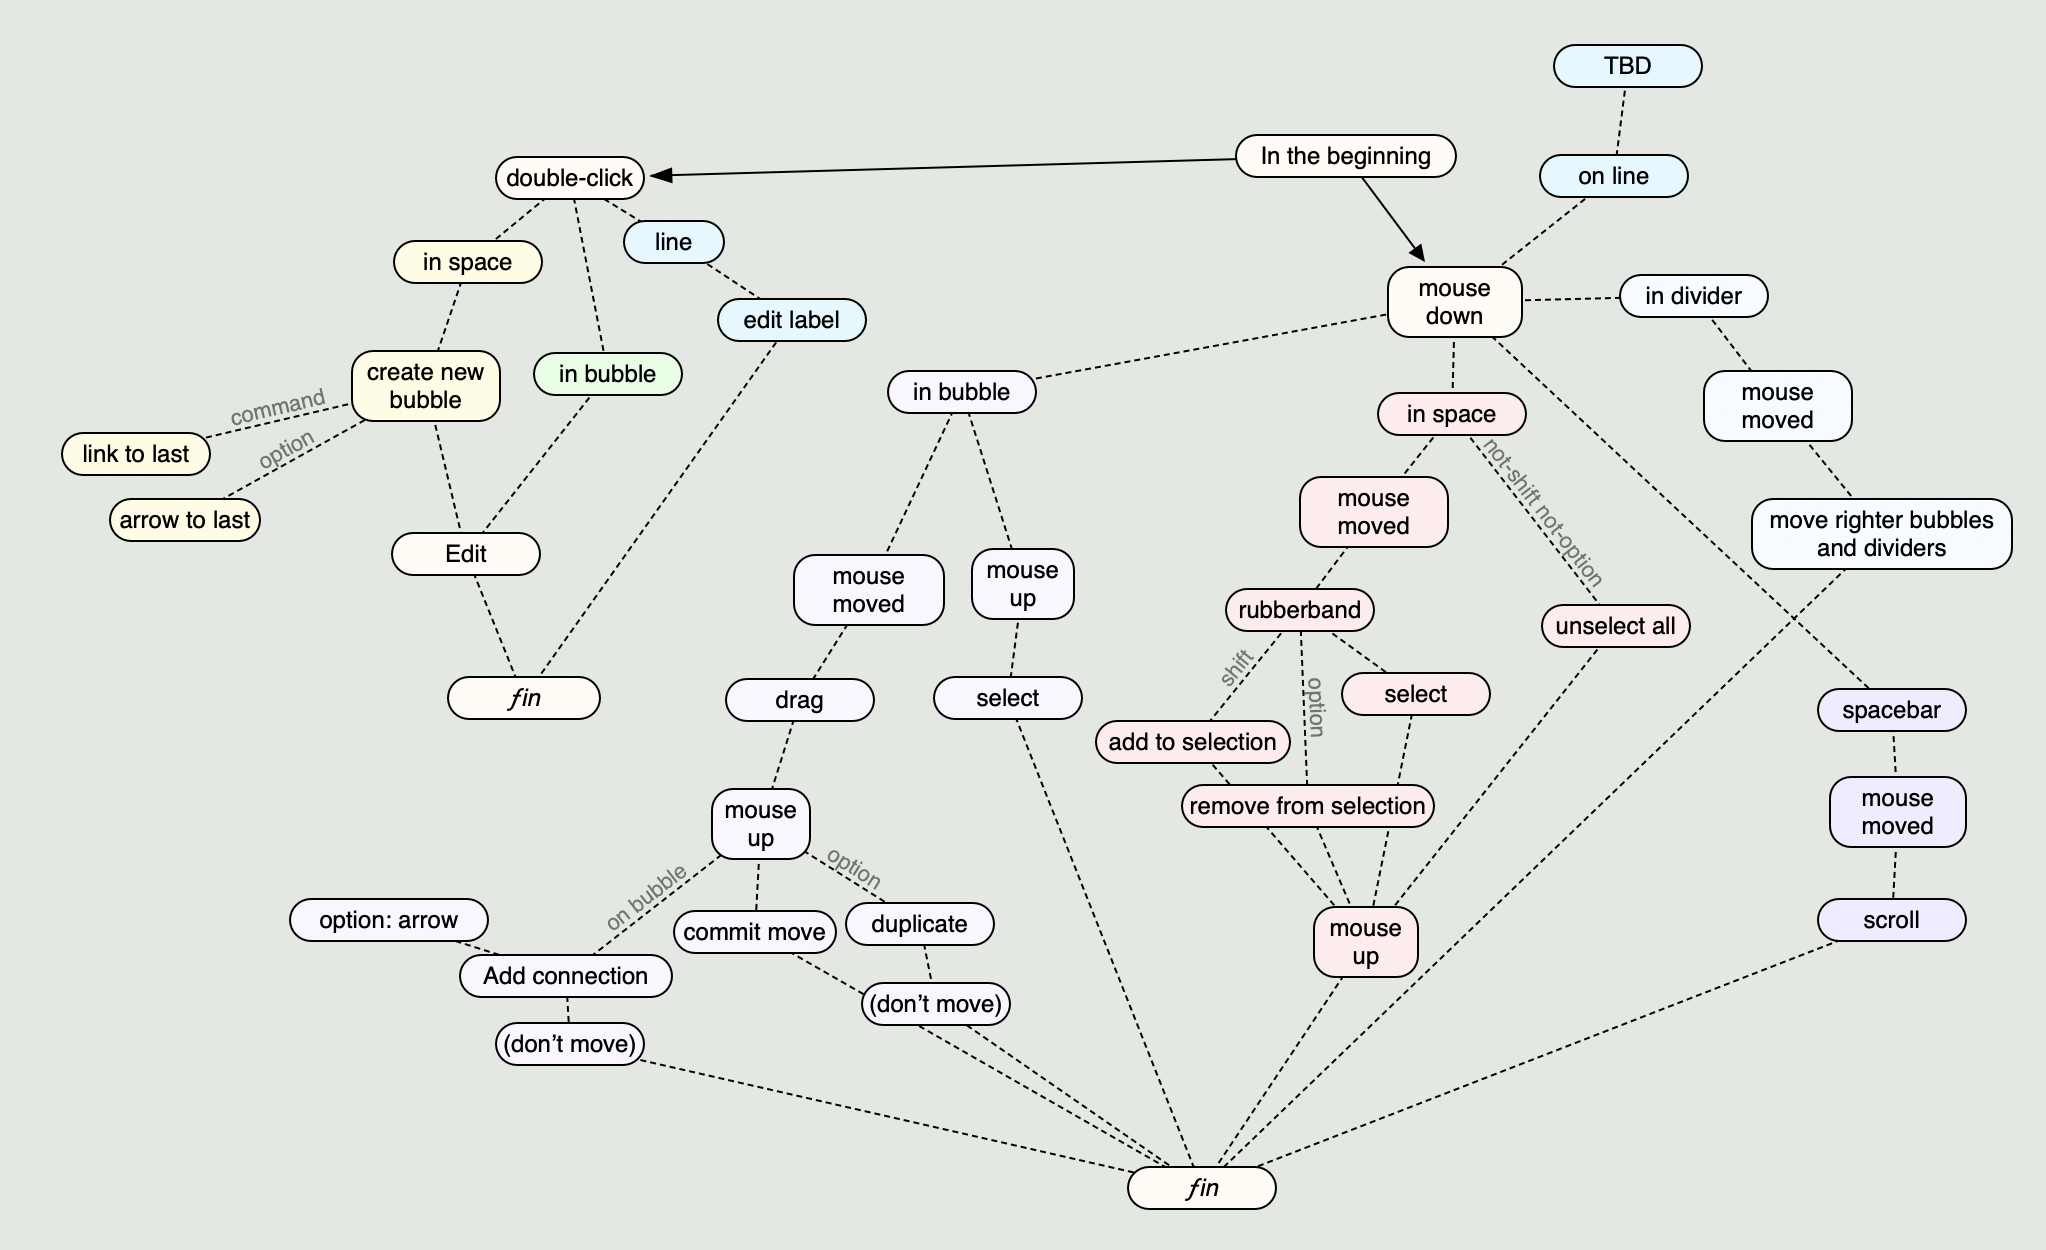 TBD
In the beginning
on line
double-click
line
in space
mouse
down
in divider
edit label
create new
bubble
in bubble
in bubble
in space
mouse
moved
command
option
link to last
arrow to last
not-shift not-option
mouse
moved
move righter bubbles
and dividers
Edit
mouse
moved
mouse
up
rubberband
unselect all
shift
option
select
fin
drag
select
add to selection
spacebar
remove from selection
mouse
up
mouse
moved
on bubble
option
option: arrow
commit move
duplicate
mouse
up
scroll
Add connection
(don’t move)
(don’t move)
fin